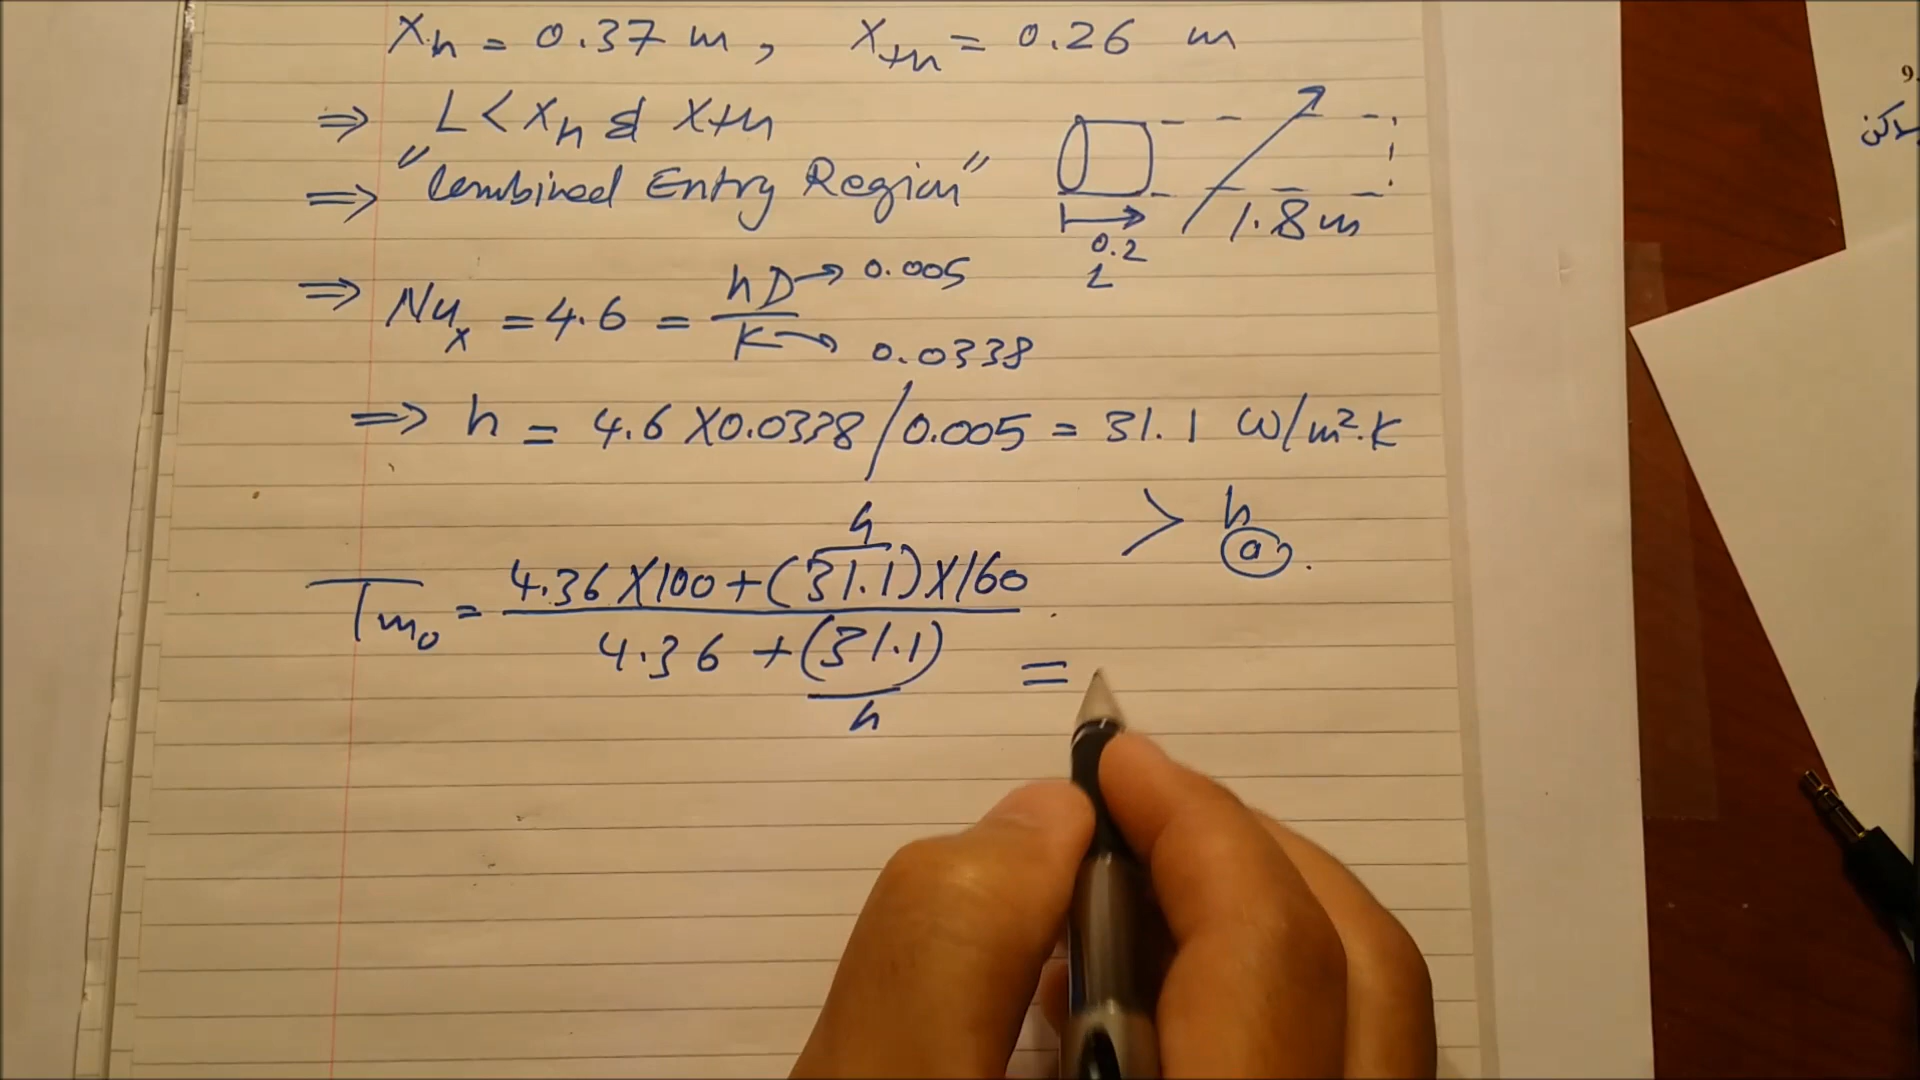 Xh = 0.37 m, X+h = 0.26 m
⇒ L < Xh & X+h
⇒ "Combined Entry Region"
1.8 m
0.2
L
⇒ Nux = 4.6 = hD/K
0.005
0.0338
⇒ h = 4.6 X 0.0338 / 0.005 = 31.1 W/m².K
> h
a.
h
Tmo = 4.36 X 100 + (31.1) X 160
4.36 + (31.1) =
h
9.